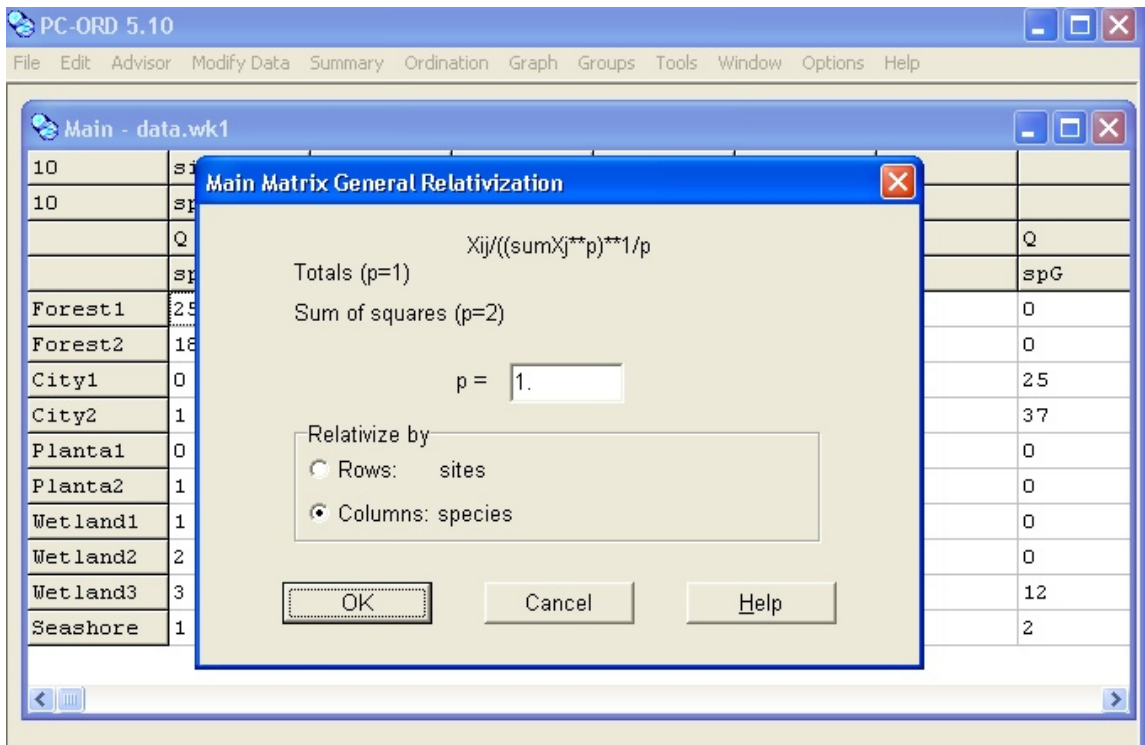 PC-ORD 5.10
File Edit Advisor Modify Data Summary Ordination Graph Groups Tools Window Options Help
Main - data.wk1
10
10
Q Q
spG
Main Matrix General Relativization
Xij/((sumXj**p)**1/p
Totals (p=1)
Sum of squares (p=2)
p = 1.
Relativize by
Rows: sites
Columns: species
OK Cancel Help
Forest1 25 0
Forest2 18 0
City1 0 25
City2 1 37
Planta1 0 0
Planta2 1 0
Wetland1 1 0
Wetland2 2 0
Wetland3 3 12
Seashore 1 2